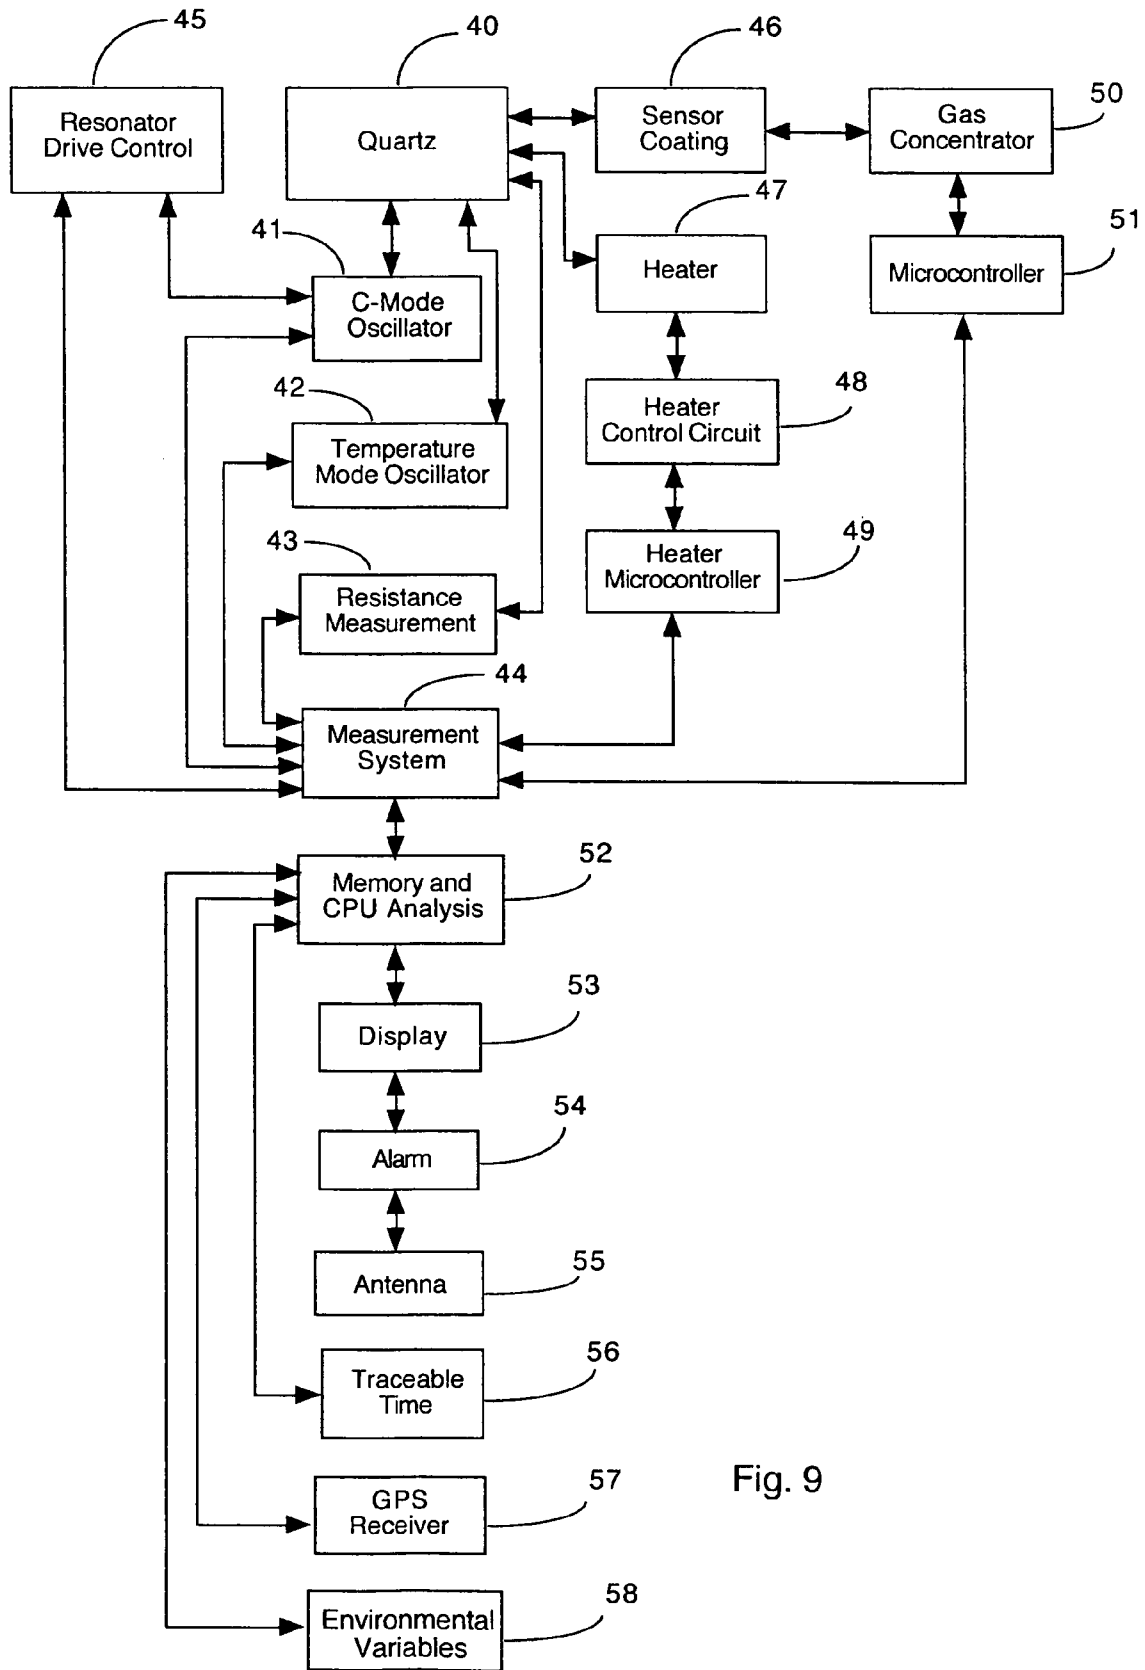 45
40
46
50
Resonator
Drive Control
Quartz
Sensor
Coating
Gas
Concentrator
47
51
41
C-Mode
Oscillator
Heater
Microcontroller
42
48
Temperature
Mode Oscillator
Heater
Control Circuit
43
49
Resistance
Measurement
Heater
Microcontroller
44
Measurement
System
52
Memory and
CPU Analysis
53
Display
54
Alarm
55
Antenna
56
Traceable
Time
57
GPS
Receiver
Fig. 9
58
Environmental
Variables